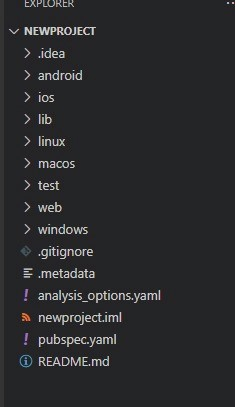 EXPLORER
NEWPROJECT
.idea
android
ios
lib
linux
macos
test
web
windows
.gitignore
.metadata
analysis_options.yaml
newproject.iml
pubspec.yaml
README.md